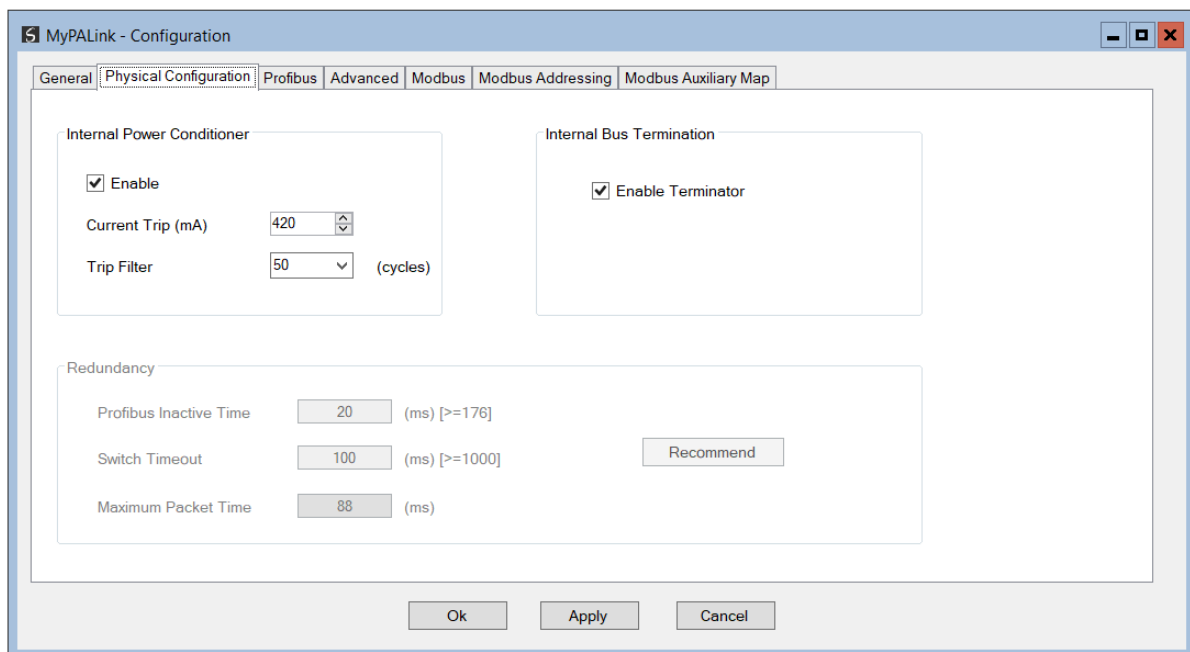 MyPALink - Configuration
General Physical Configuration Profibus Advanced Modbus Modbus Addressing Modbus Auxiliary Map
Internal Power Conditioner
Enable
Current Trip (mA) 420
Trip Filter 50 (cycles)
Internal Bus Termination
Enable Terminator
Redundancy
Profibus Inactive Time 20 (ms) [>=176]
Switch Timeout 100 (ms) [>=1000]
Maximum Packet Time 88 (ms)
Recommend
Ok Apply Cancel